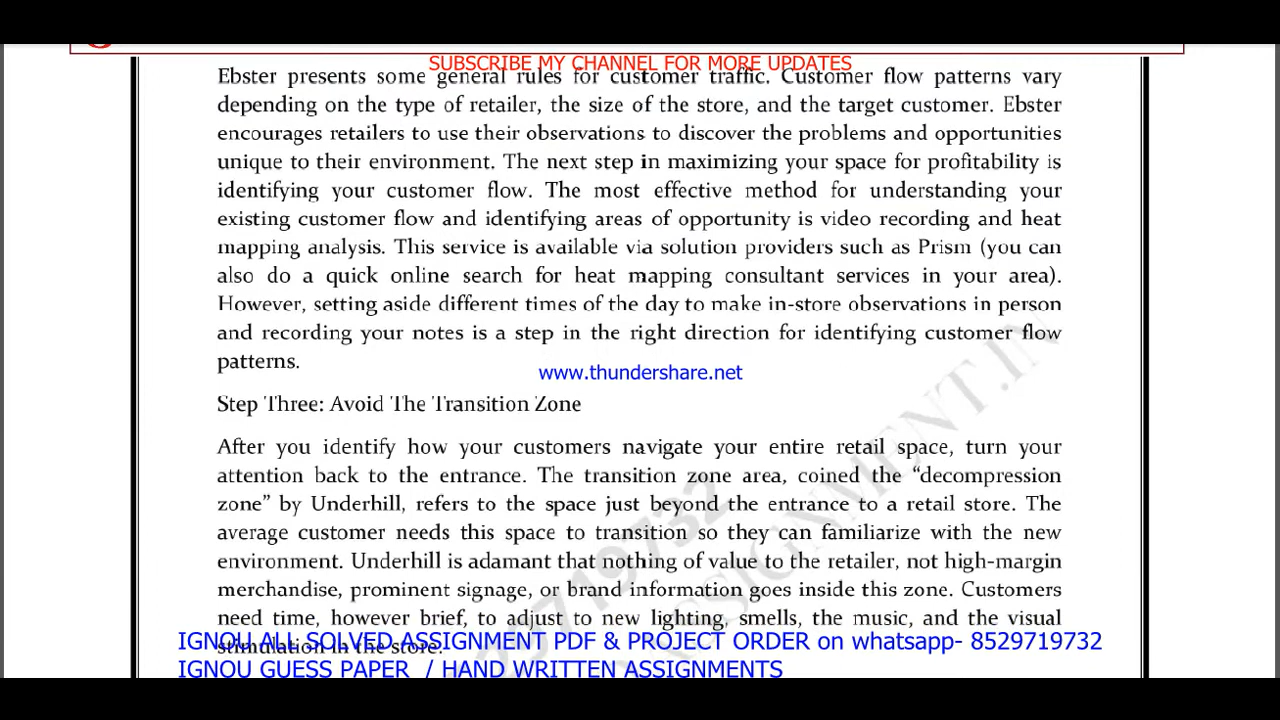 SUBSCRIBE MY CHANNEL FOR MORE UPDATES
Ebster presents some general rules for customer traffic. Customer flow patterns vary
depending on the type of retailer, the size of the store, and the target customer. Ebster
encourages retailers to use their observations to discover the problems and opportunities
unique to their environment. The next step in maximizing your space for profitability is
identifying your customer flow. The most effective method for understanding your
existing customer flow and identifying areas of opportunity is video recording and heat
mapping analysis. This service is available via solution providers such as Prism (you can
also do a quick online search for heat mapping consultant services in your area).
However, setting aside different times of the day to make in-store observations in person
and recording your notes is a step in the right direction for identifying customer flow
patterns.
www.thundershare.net
Step Three: Avoid The Transition Zone
After you identify how your customers navigate your entire retail space, turn your
attention back to the entrance. The transition zone area, coined the “decompression
zone” by Underhill, refers to the space just beyond the entrance to a retail store. The
average customer needs this space to transition so they can familiarize with the new
environment. Underhill is adamant that nothing of value to the retailer, not high-margin
merchandise, prominent signage, or brand information goes inside this zone. Customers
need time, however brief, to adjust to new lighting, smells, the music, and the visual
stimulation in the store.
IGNOU ALL SOLVED ASSIGNMENT PDF & PROJECT ORDER on whatsapp- 8529719732
IGNOU GUESS PAPER / HAND WRITTEN ASSIGNMENTS